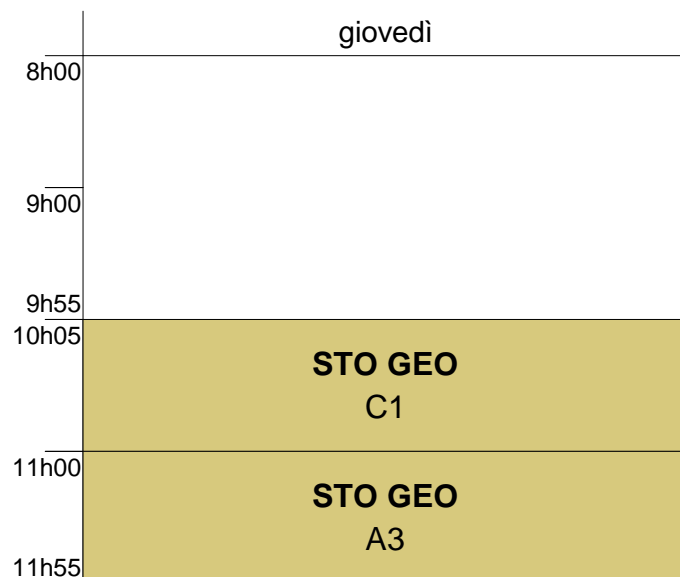 giovedì
8h00
9h00
9h55
10h05
STO GEO
C1
11h00
STO GEO
A3
11h55